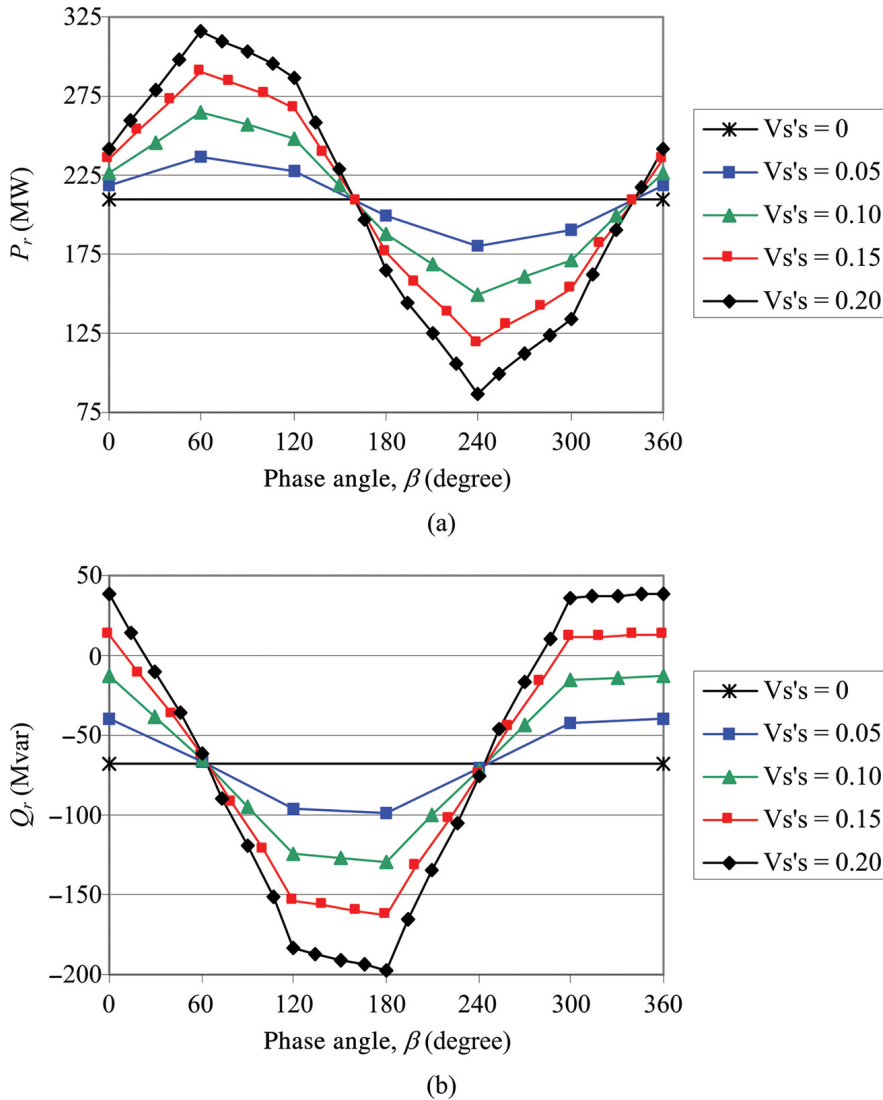 (a)
325
275
225
175
125
75
P_r (MW)
0 60 120 180 240 300 360
Phase angle, β (degree)
Vs's = 0
Vs's = 0.05
Vs's = 0.10
Vs's = 0.15
Vs's = 0.20
(a)
50
0
−50
−100
−150
−200
Q_r (Mvar)
0 60 120 180 240 300 360
Phase angle, β (degree)
Vs's = 0
Vs's = 0.05
Vs's = 0.10
Vs's = 0.15
Vs's = 0.20
(b)